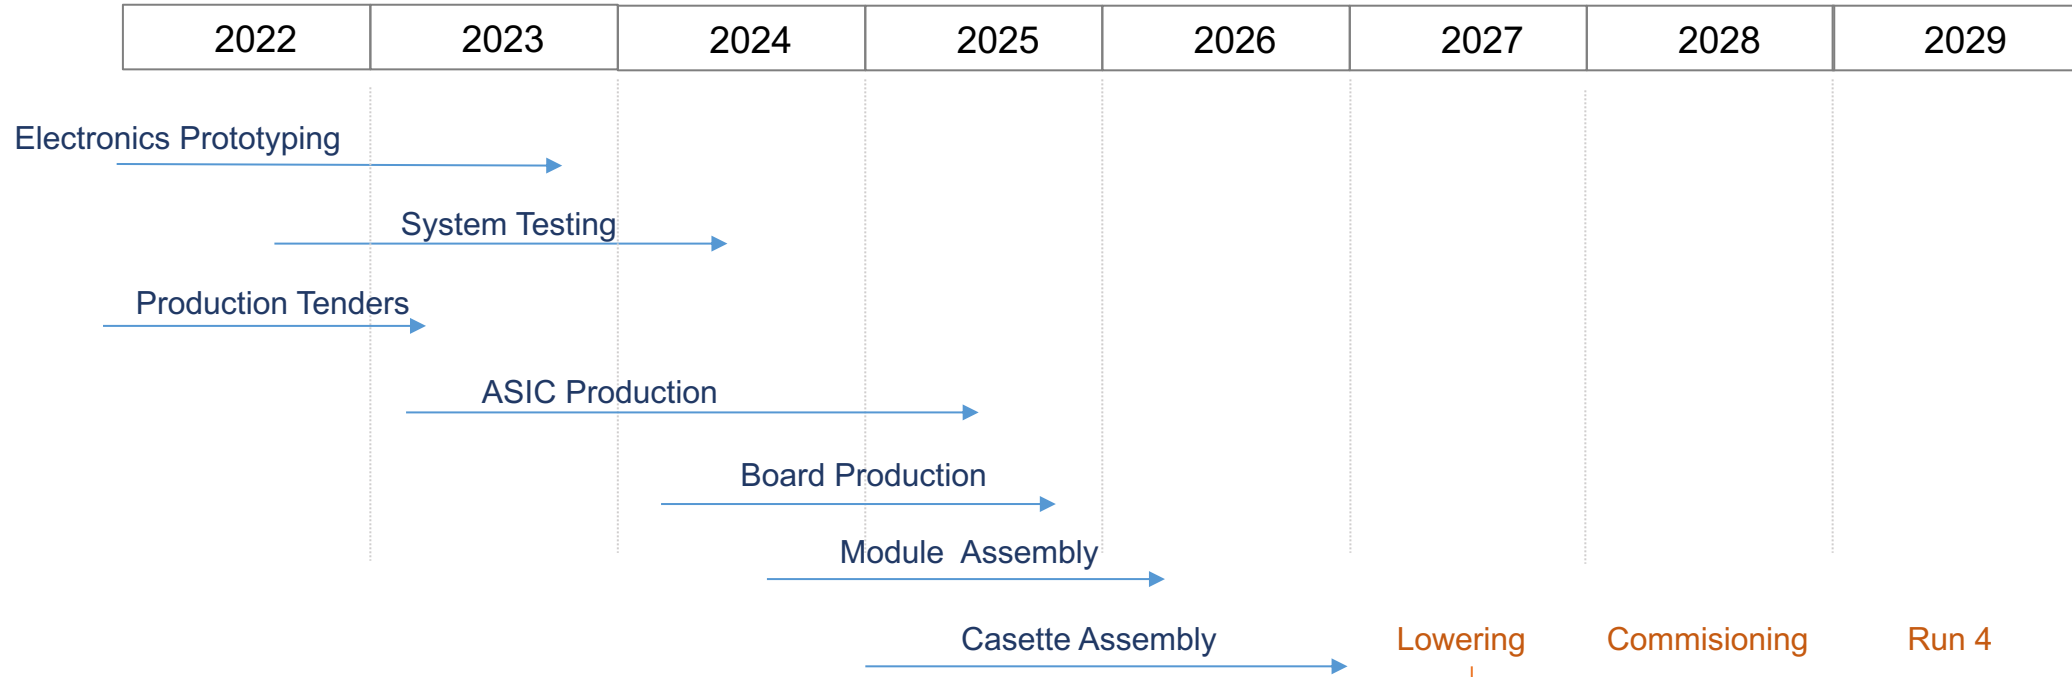 2022 2023 2024 2025 2026 2027 2028 2029
Electronics Prototyping
System Testing
Production Tenders
ASIC Production
Board Production
Module Assembly
Casette Assembly Lowering Commisioning Run 4